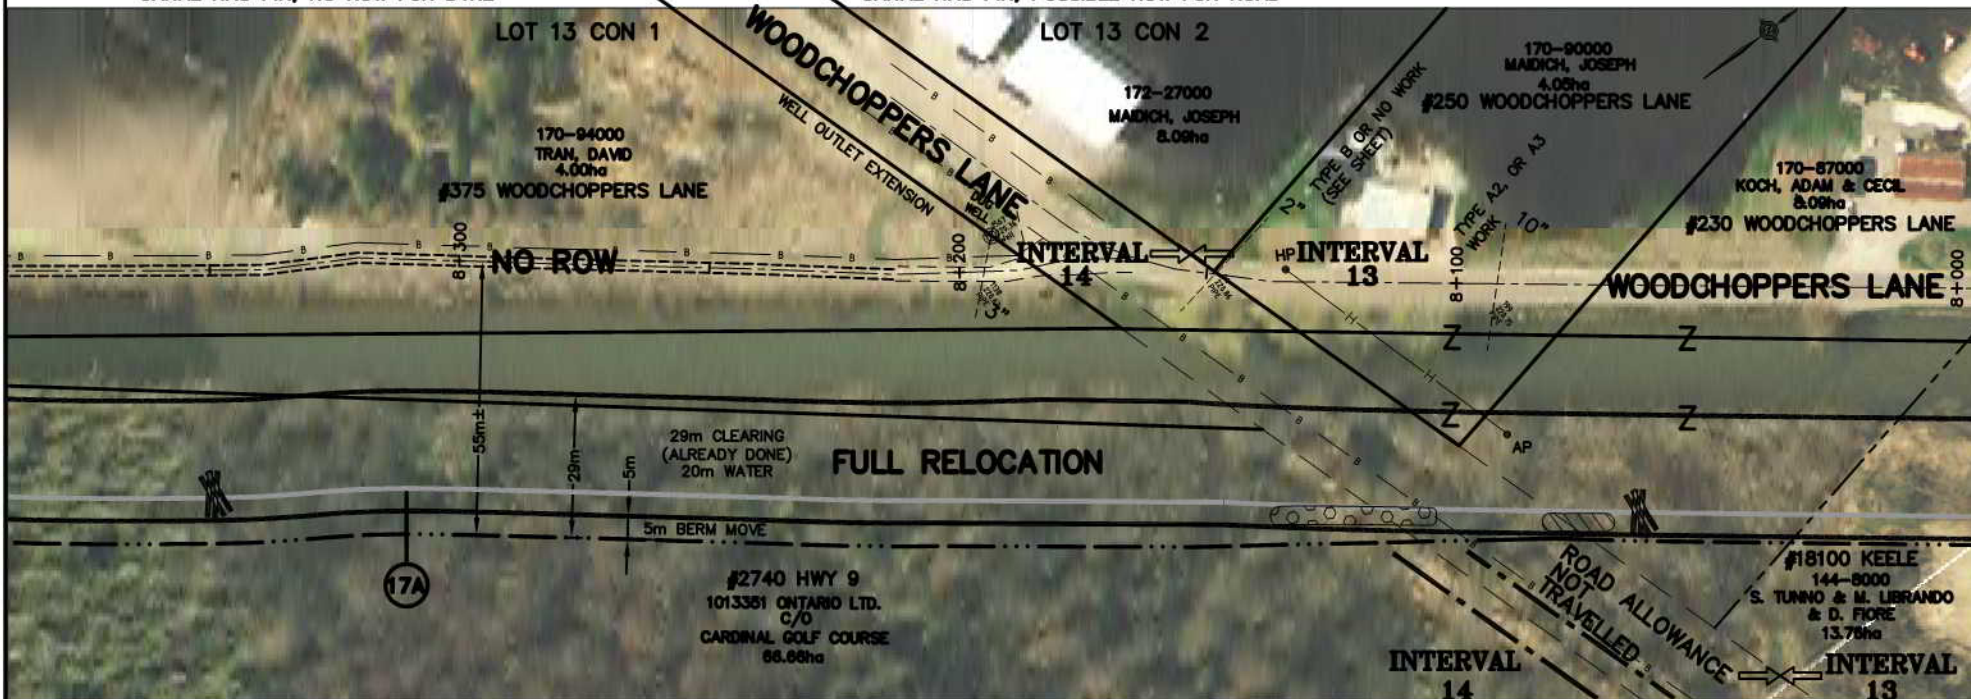 LOT 13 CON 1
LOT 13 CON 2
WOODCHOPPERS LANE
WELL OUTLET EXTENSION
170-94000
TRAN, DAVID
4.00ha
#375 WOODCHOPPERS LANE
172-27000
MAIDICH, JOSEPH
8.09ha
170-90000
MAIDICH, JOSEPH
4.05ha
#250 WOODCHOPPERS LANE
TYPE B OR NO WORK
(SEE SHEET)
2"
TYPE A2, OR A3
WORK 10"
170-87000
KOCH, ADAM & CECIL
8.09ha
#230 WOODCHOPPERS LANE
DUG
WELL
8+300
NO ROW
8+200
3"
INTERVAL
14
HP
INTERVAL
13
8+100
WOODCHOPPERS LANE
8+000
B
H
Z
Z
Z
Z
AP
55m±
29m
5m
29m CLEARING
(ALREADY DONE)
20m WATER
FULL RELOCATION
5m BERM MOVE
17A
#2740 HWY 9
1013351 ONTARIO LTD.
C/O
CARDINAL GOLF COURSE
66.66ha
ROAD ALLOWANCE
NOT
TRAVELLED
#18100 KEELE
144-8000
S. TUNNO & M. LIBRANDO
& D. FIORE
13.76ha
INTERVAL
14
INTERVAL
13